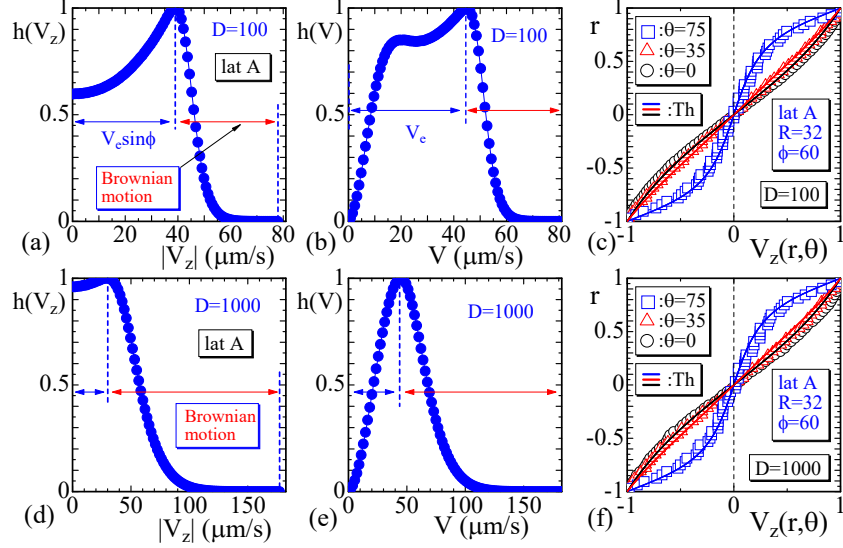 1
h(V_z)
0.5
0
D=100
lat A
V_e sinϕ
Brownian
motion
0
20
40
60
80
(a)
|V_z| (μm/s)
1
h(V)
0.5
0
D=100
V_e
0
20
40
60
80
(b)
V (μm/s)
1
r
0.5
0
-0.5
-1
:θ=75
:θ=35
:θ=0
:Th
lat A
R=32
ϕ=60
D=100
-1
0
1
(c)
V_z(r,θ)
1
h(V_z)
0.5
0
D=1000
lat A
Brownian
motion
0
50
100
150
(d)
|V_z| (μm/s)
1
h(V)
0.5
0
D=1000
0
50
100
150
(e)
V (μm/s)
1
r
0.5
0
-0.5
-1
:θ=75
:θ=35
:θ=0
:Th
lat A
R=32
ϕ=60
D=1000
-1
0
1
(f)
V_z(r,θ)